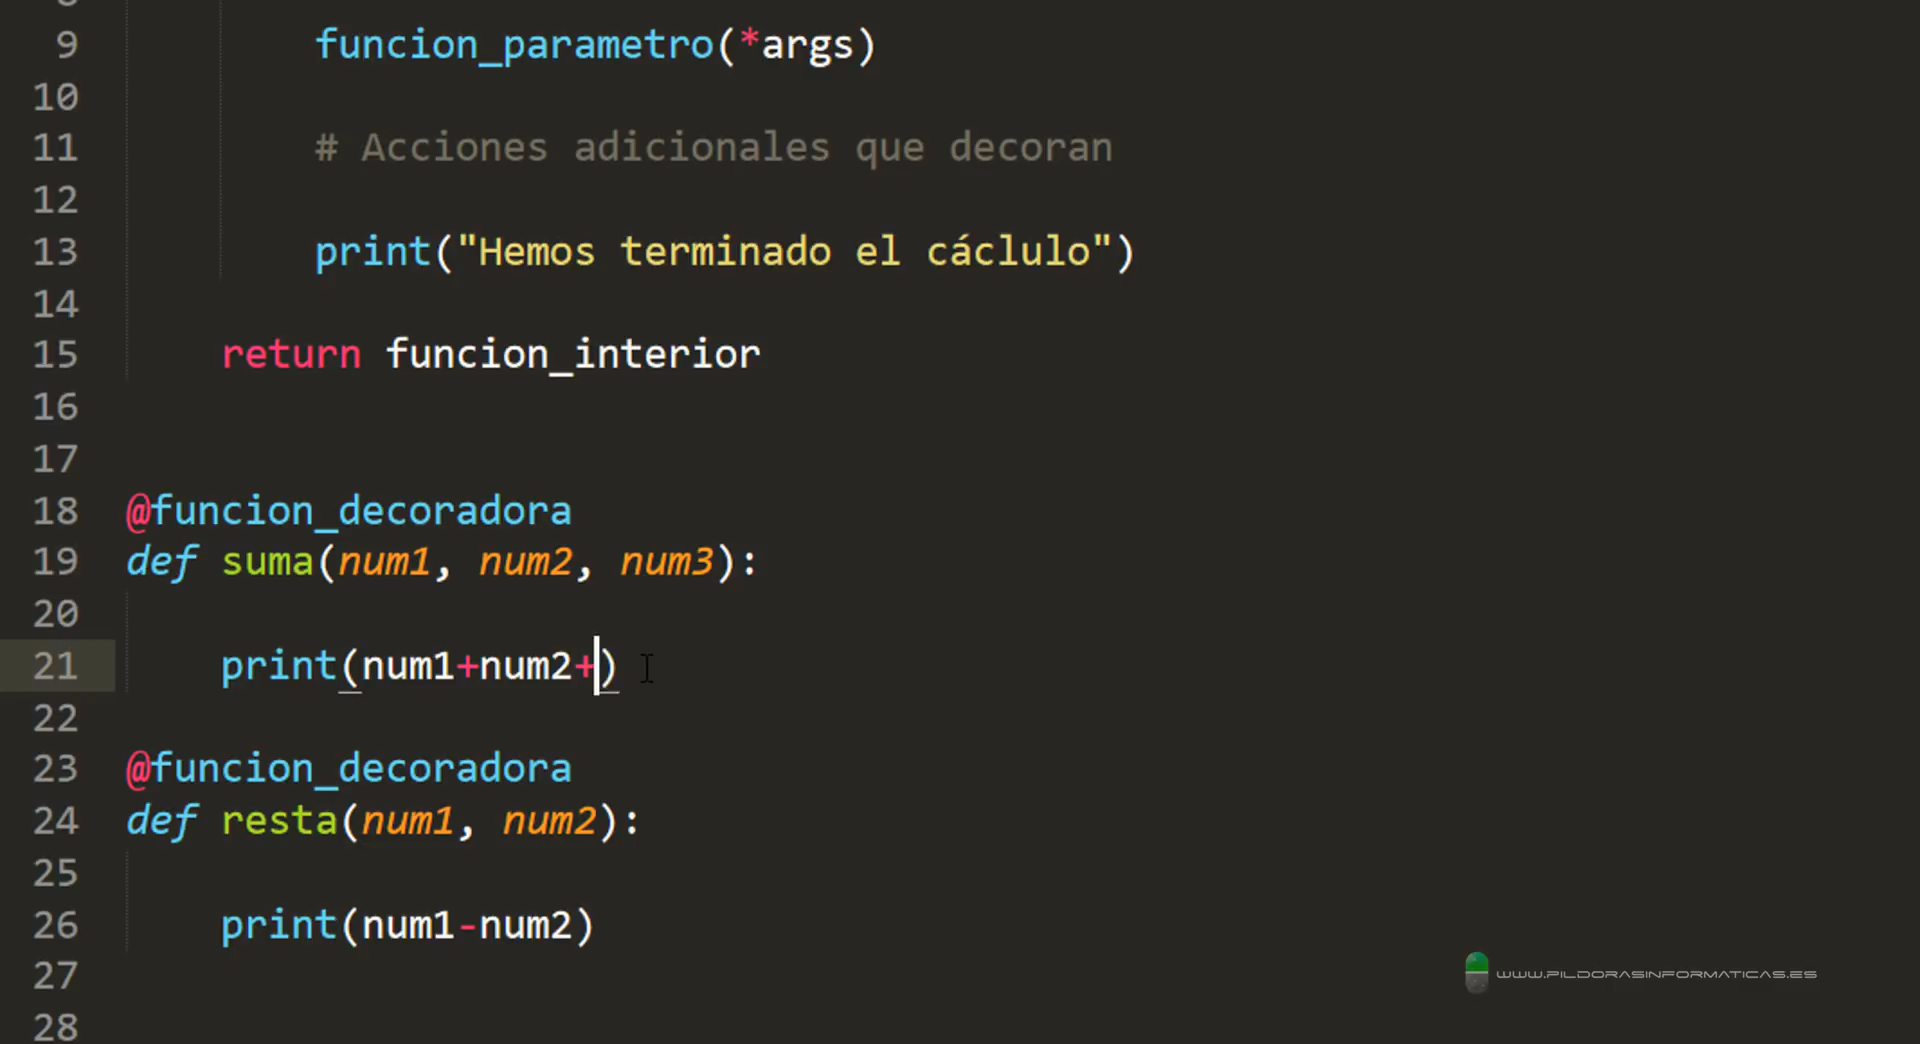 8
9 funcion_parametro(*args)
10
11 # Acciones adicionales que decoran
12
13 print("Hemos terminado el cáclulo")
14
15 return funcion_interior
16
17
18 @funcion_decoradora
19 def suma(num1, num2, num3):
20
21 print(num1+num2+)
22
23 @funcion_decoradora
24 def resta(num1, num2):
25
26 print(num1-num2)
27
28
WWW.PILDORASINFORMATICAS.ES